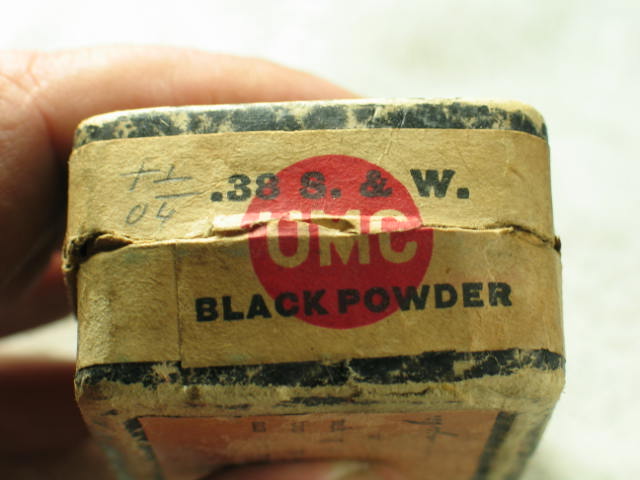 .38 S. & W.
UMC
BLACK POWDER